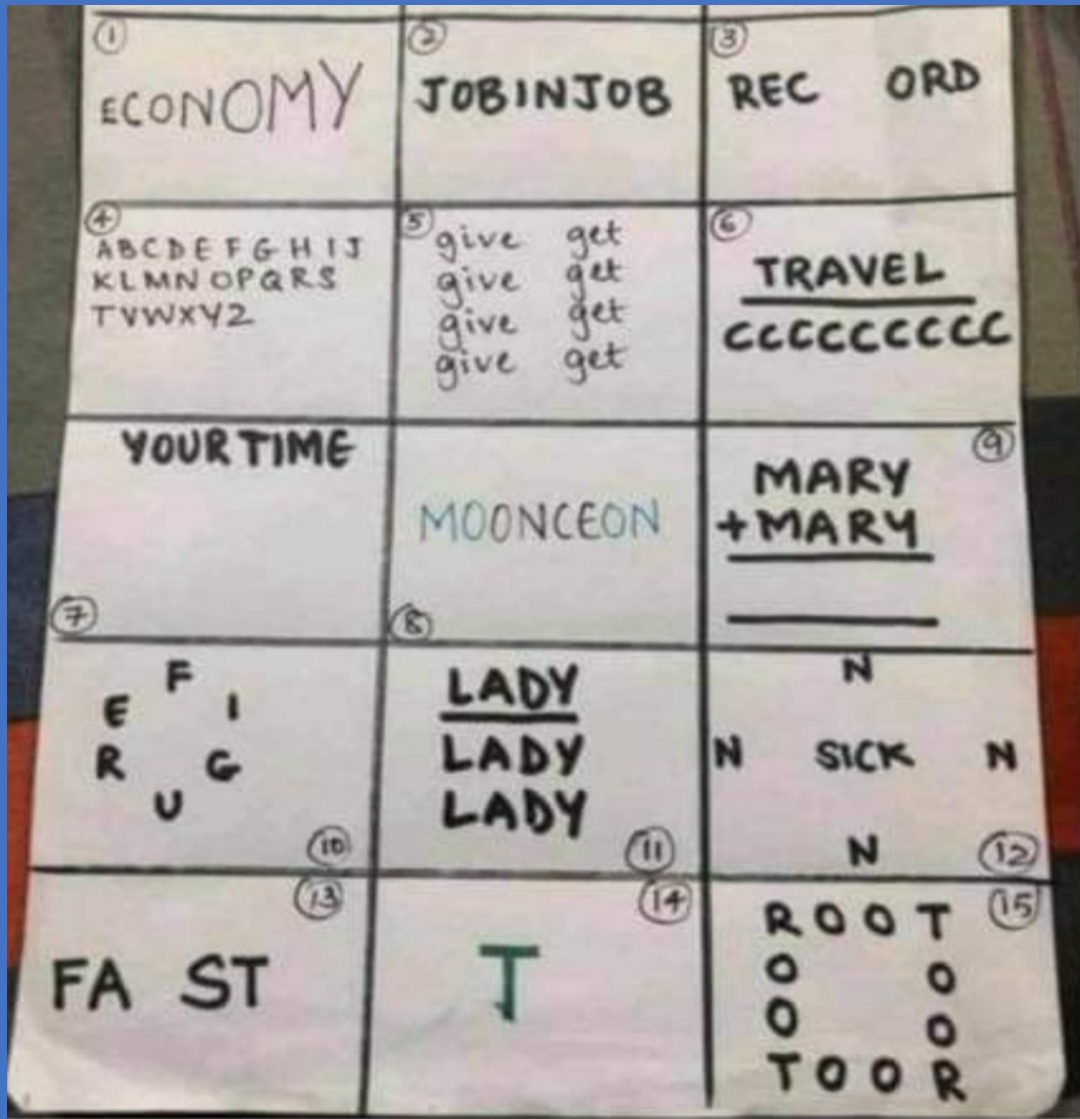 ①
ECONOMY
②
JOBINJOB
③
REC ORD
④
ABCDEFGHIJ
KLMNOPQRS
TVWXYZ
⑤
give get
give get
give get
give get
⑥
TRAVEL
CCCCCCCCC
YOUR TIME
⑦
MOONCEON
⑧
⑨
MARY
+MARY
F
E I
R G
U
⑩
LADY
LADY
LADY
⑪
N
N SICK N
N
⑫
⑬
FA ST
⑭
T
⑮
ROOT
O O
O O
TOOR